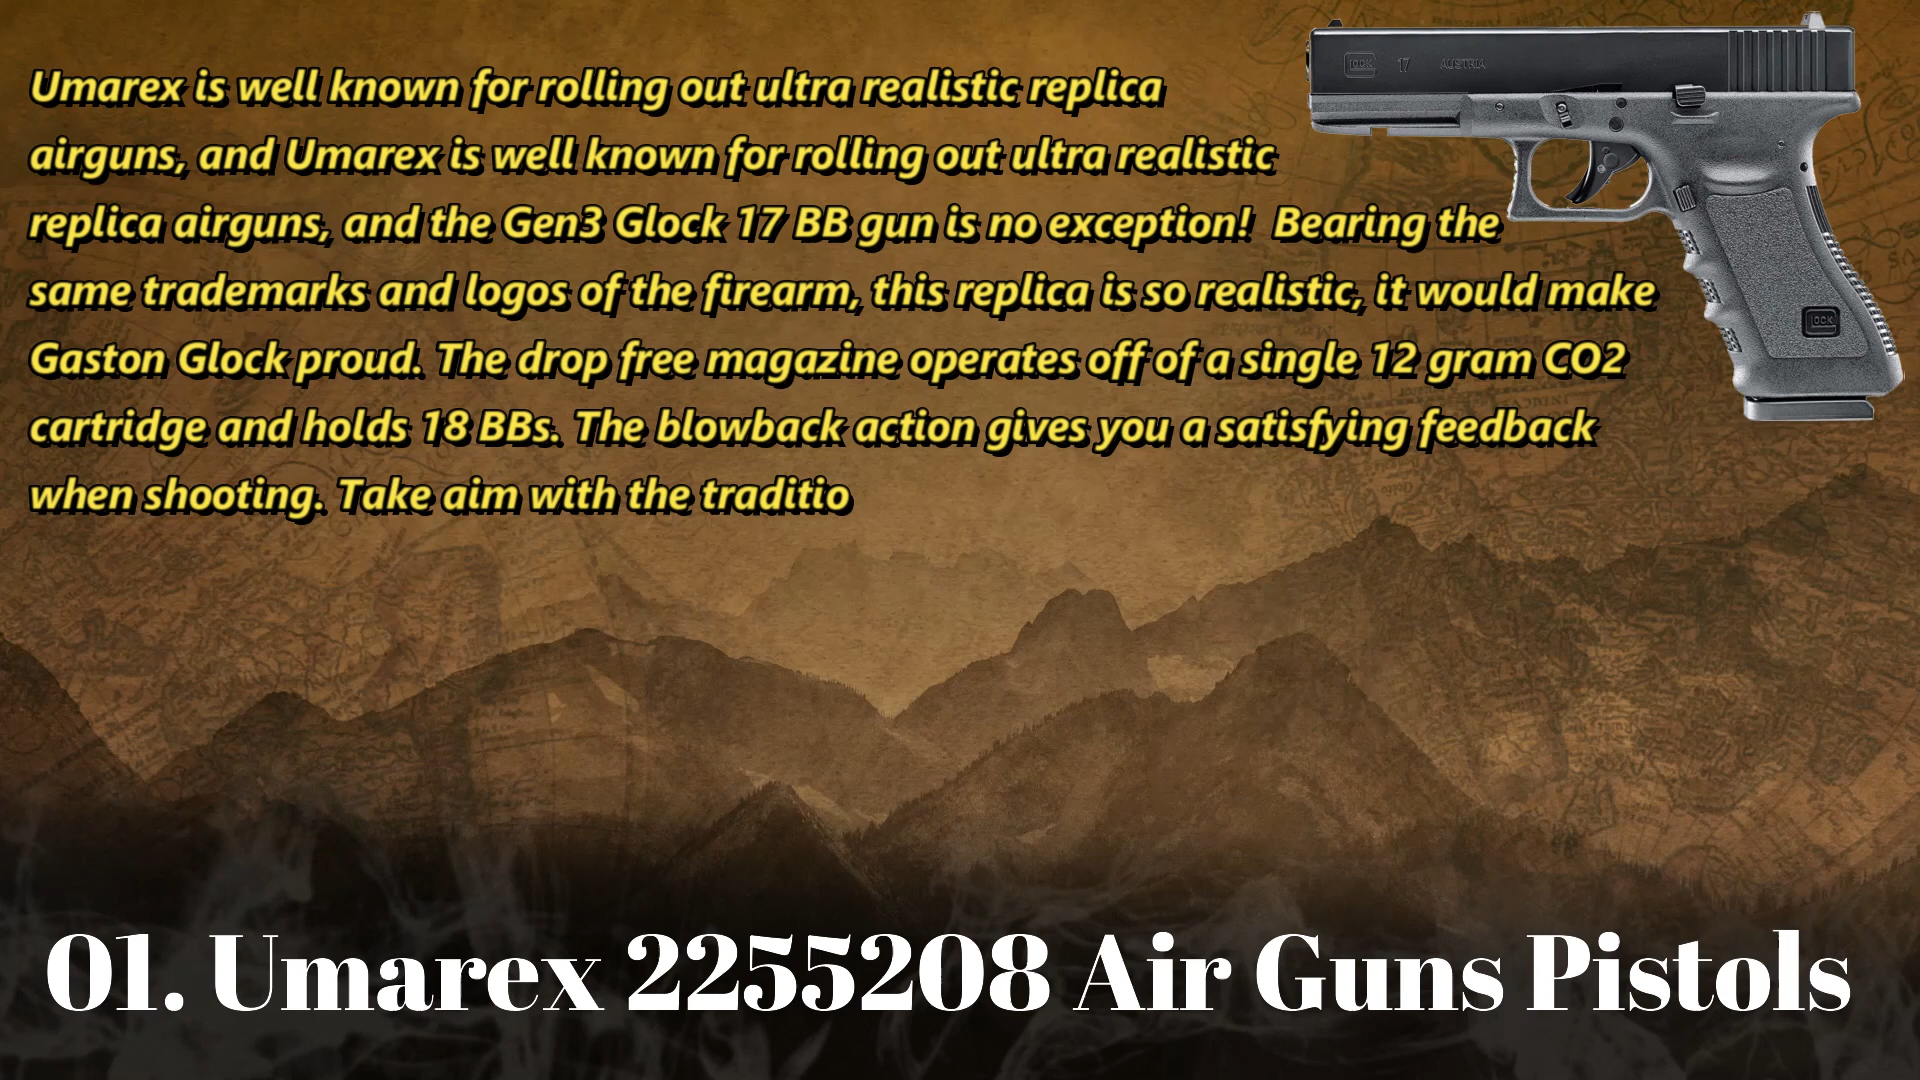 Umarex is well known for rolling out ultra realistic replica
airguns, and Umarex is well known for rolling out ultra realistic
replica airguns, and the Gen3 Glock 17 BB gun is no exception! Bearing the
same trademarks and logos of the firearm, this replica is so realistic, it would make
Gaston Glock proud. The drop free magazine operates off of a single 12 gram CO2
cartridge and holds 18 BBs. The blowback action gives you a satisfying feedback
when shooting. Take aim with the traditio
GLOCK 17 AUSTRIA
GLOCK
01. Umarex 2255208 Air Guns Pistols